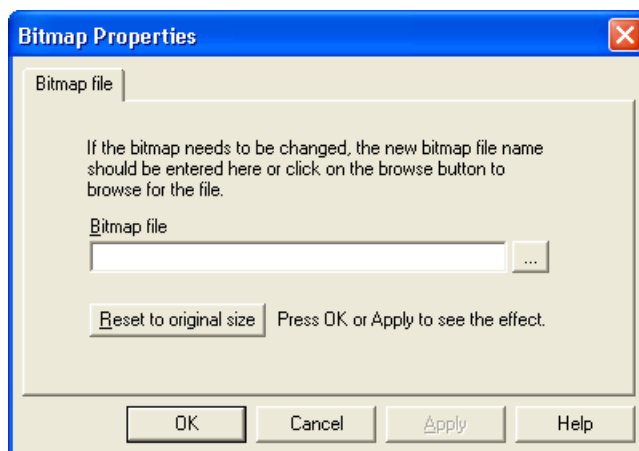 Bitmap Properties
Bitmap file
If the bitmap needs to be changed, the new bitmap file name
should be entered here or click on the browse button to
browse for the file.
Bitmap file
...
Reset to original size Press OK or Apply to see the effect.
OK Cancel Apply Help